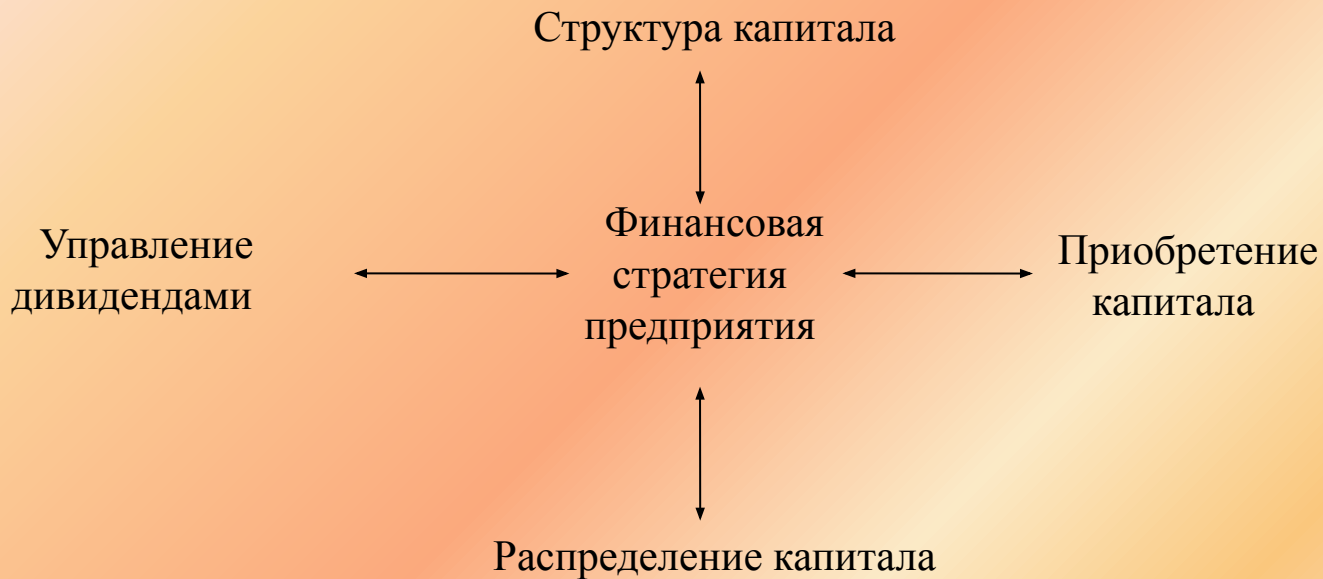 Структура капитала
Управление
дивидендами
Финансовая
стратегия
предприятия
Приобретение
капитала
Распределение капитала